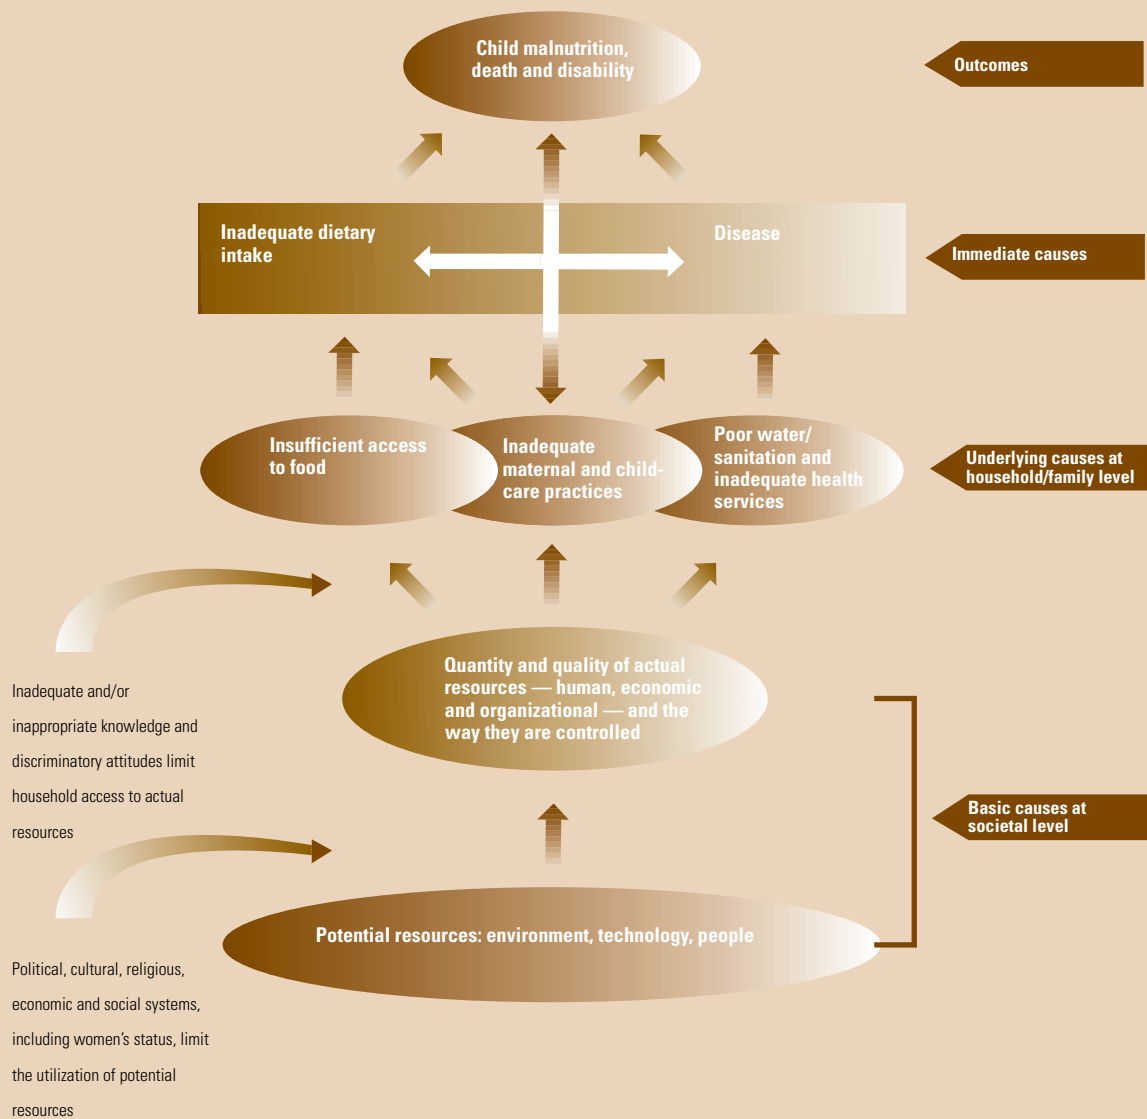 Child malnutrition,
death and disability
Outcomes
Inadequate dietary
intake
Disease
Immediate causes
Insufficient access
to food
Inadequate
maternal and child-
care practices
Poor water/
sanitation and
inadequate health
services
Underlying causes at
household/family level
Quantity and quality of actual
resources — human, economic
and organizational — and the
way they are controlled
Inadequate and/or
inappropriate knowledge and
discriminatory attitudes limit
household access to actual
resources
Basic causes at
societal level
Potential resources: environment, technology, people
Political, cultural, religious,
economic and social systems,
including women’s status, limit
the utilization of potential
resources